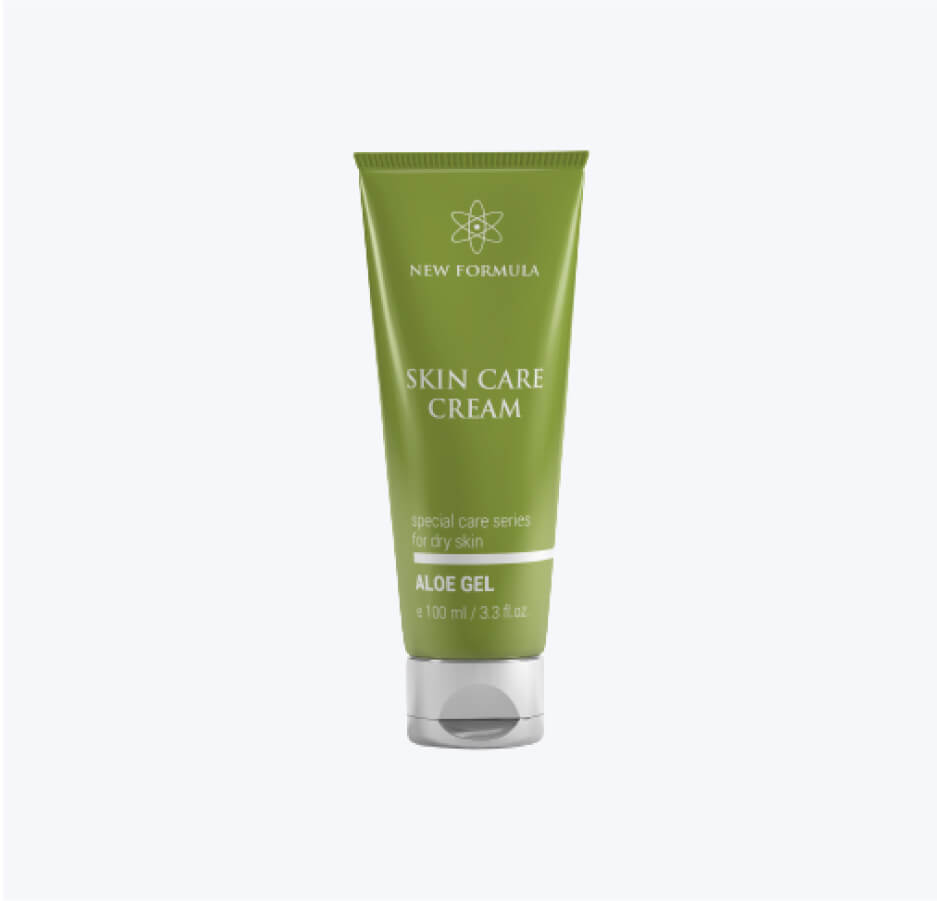 NEW FORMULA
SKIN CARE
CREAM
special care series
for dry skin
ALOE GEL
e 100 ml / 3.3 fl.oz